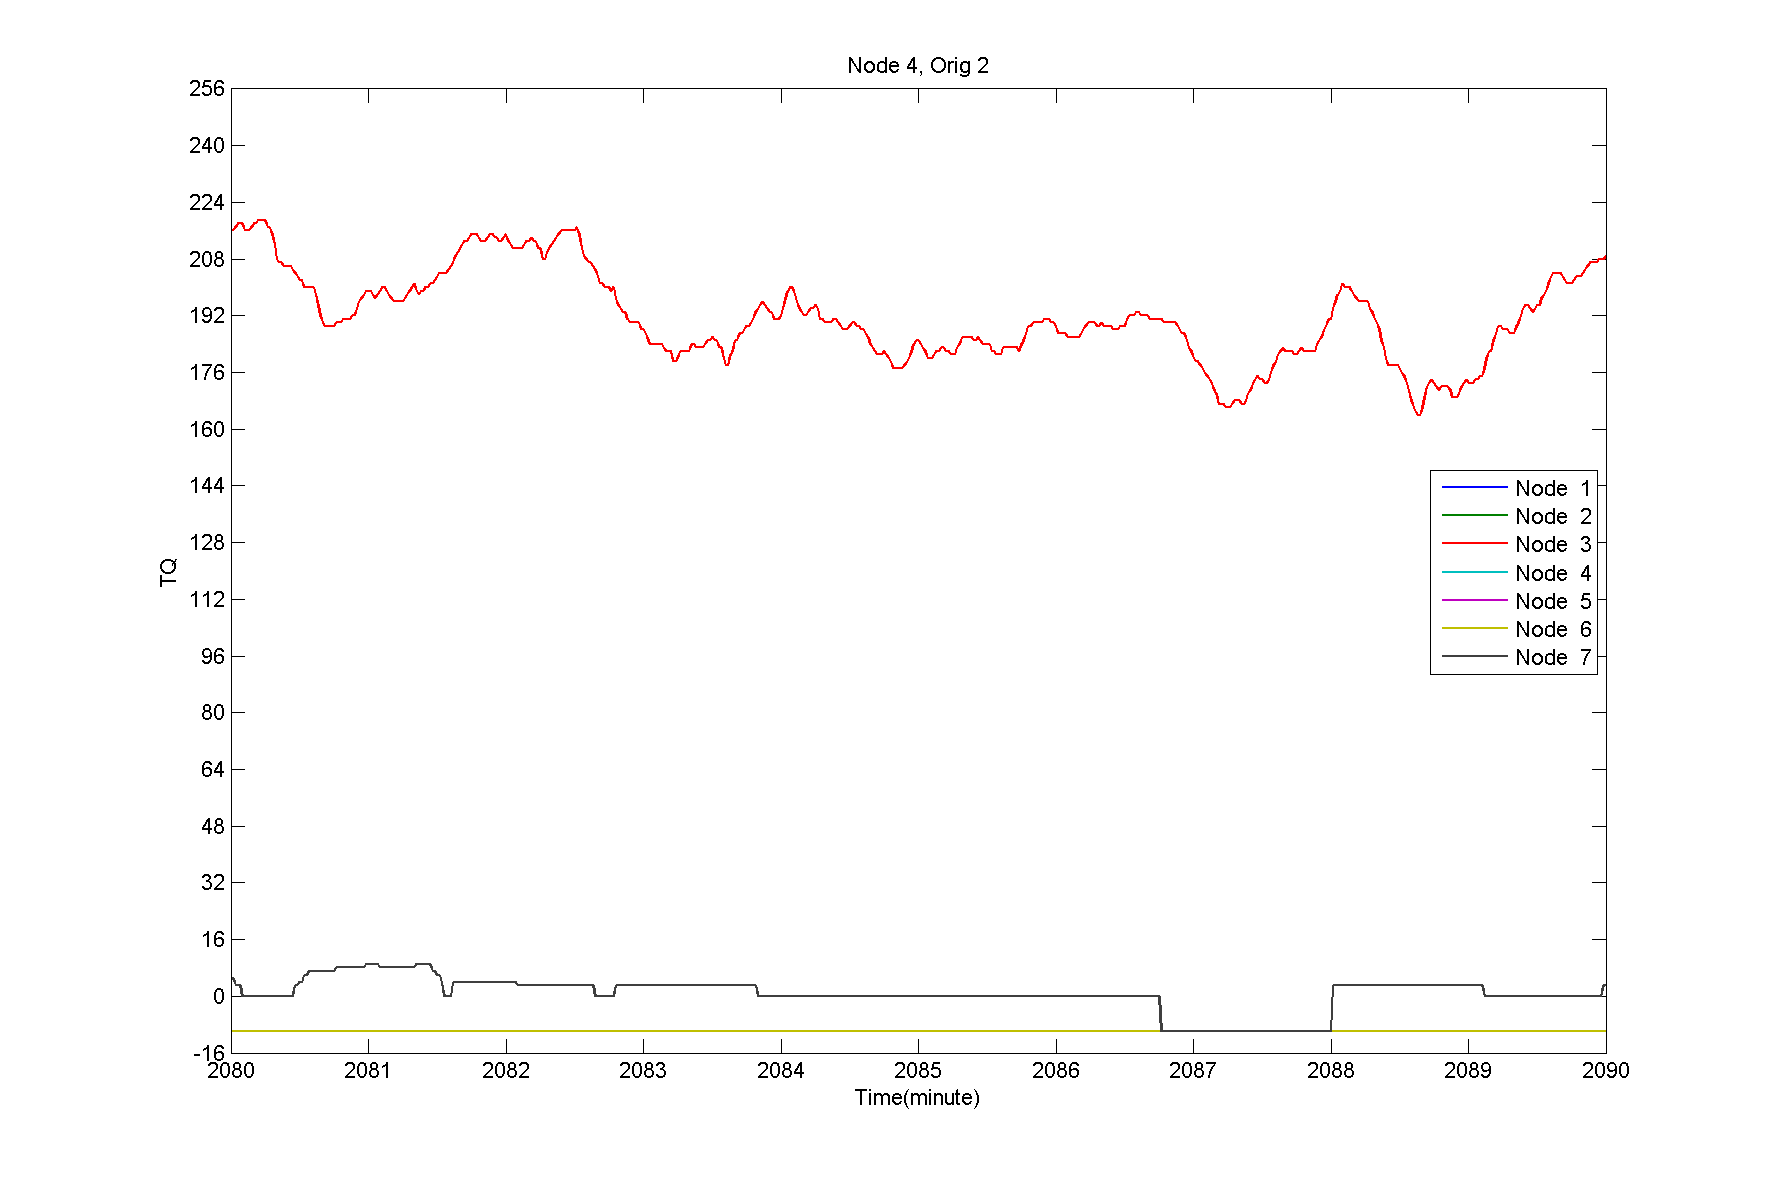 Node 4, Orig 2
256
240
224
208
192
176
160
144
128
112
96
80
64
48
32
16
0
-16
TQ
Node 1
Node 2
Node 3
Node 4
Node 5
Node 6
Node 7
2080 2081 2082 2083 2084 2085 2086 2087 2088 2089 2090
Time(minute)